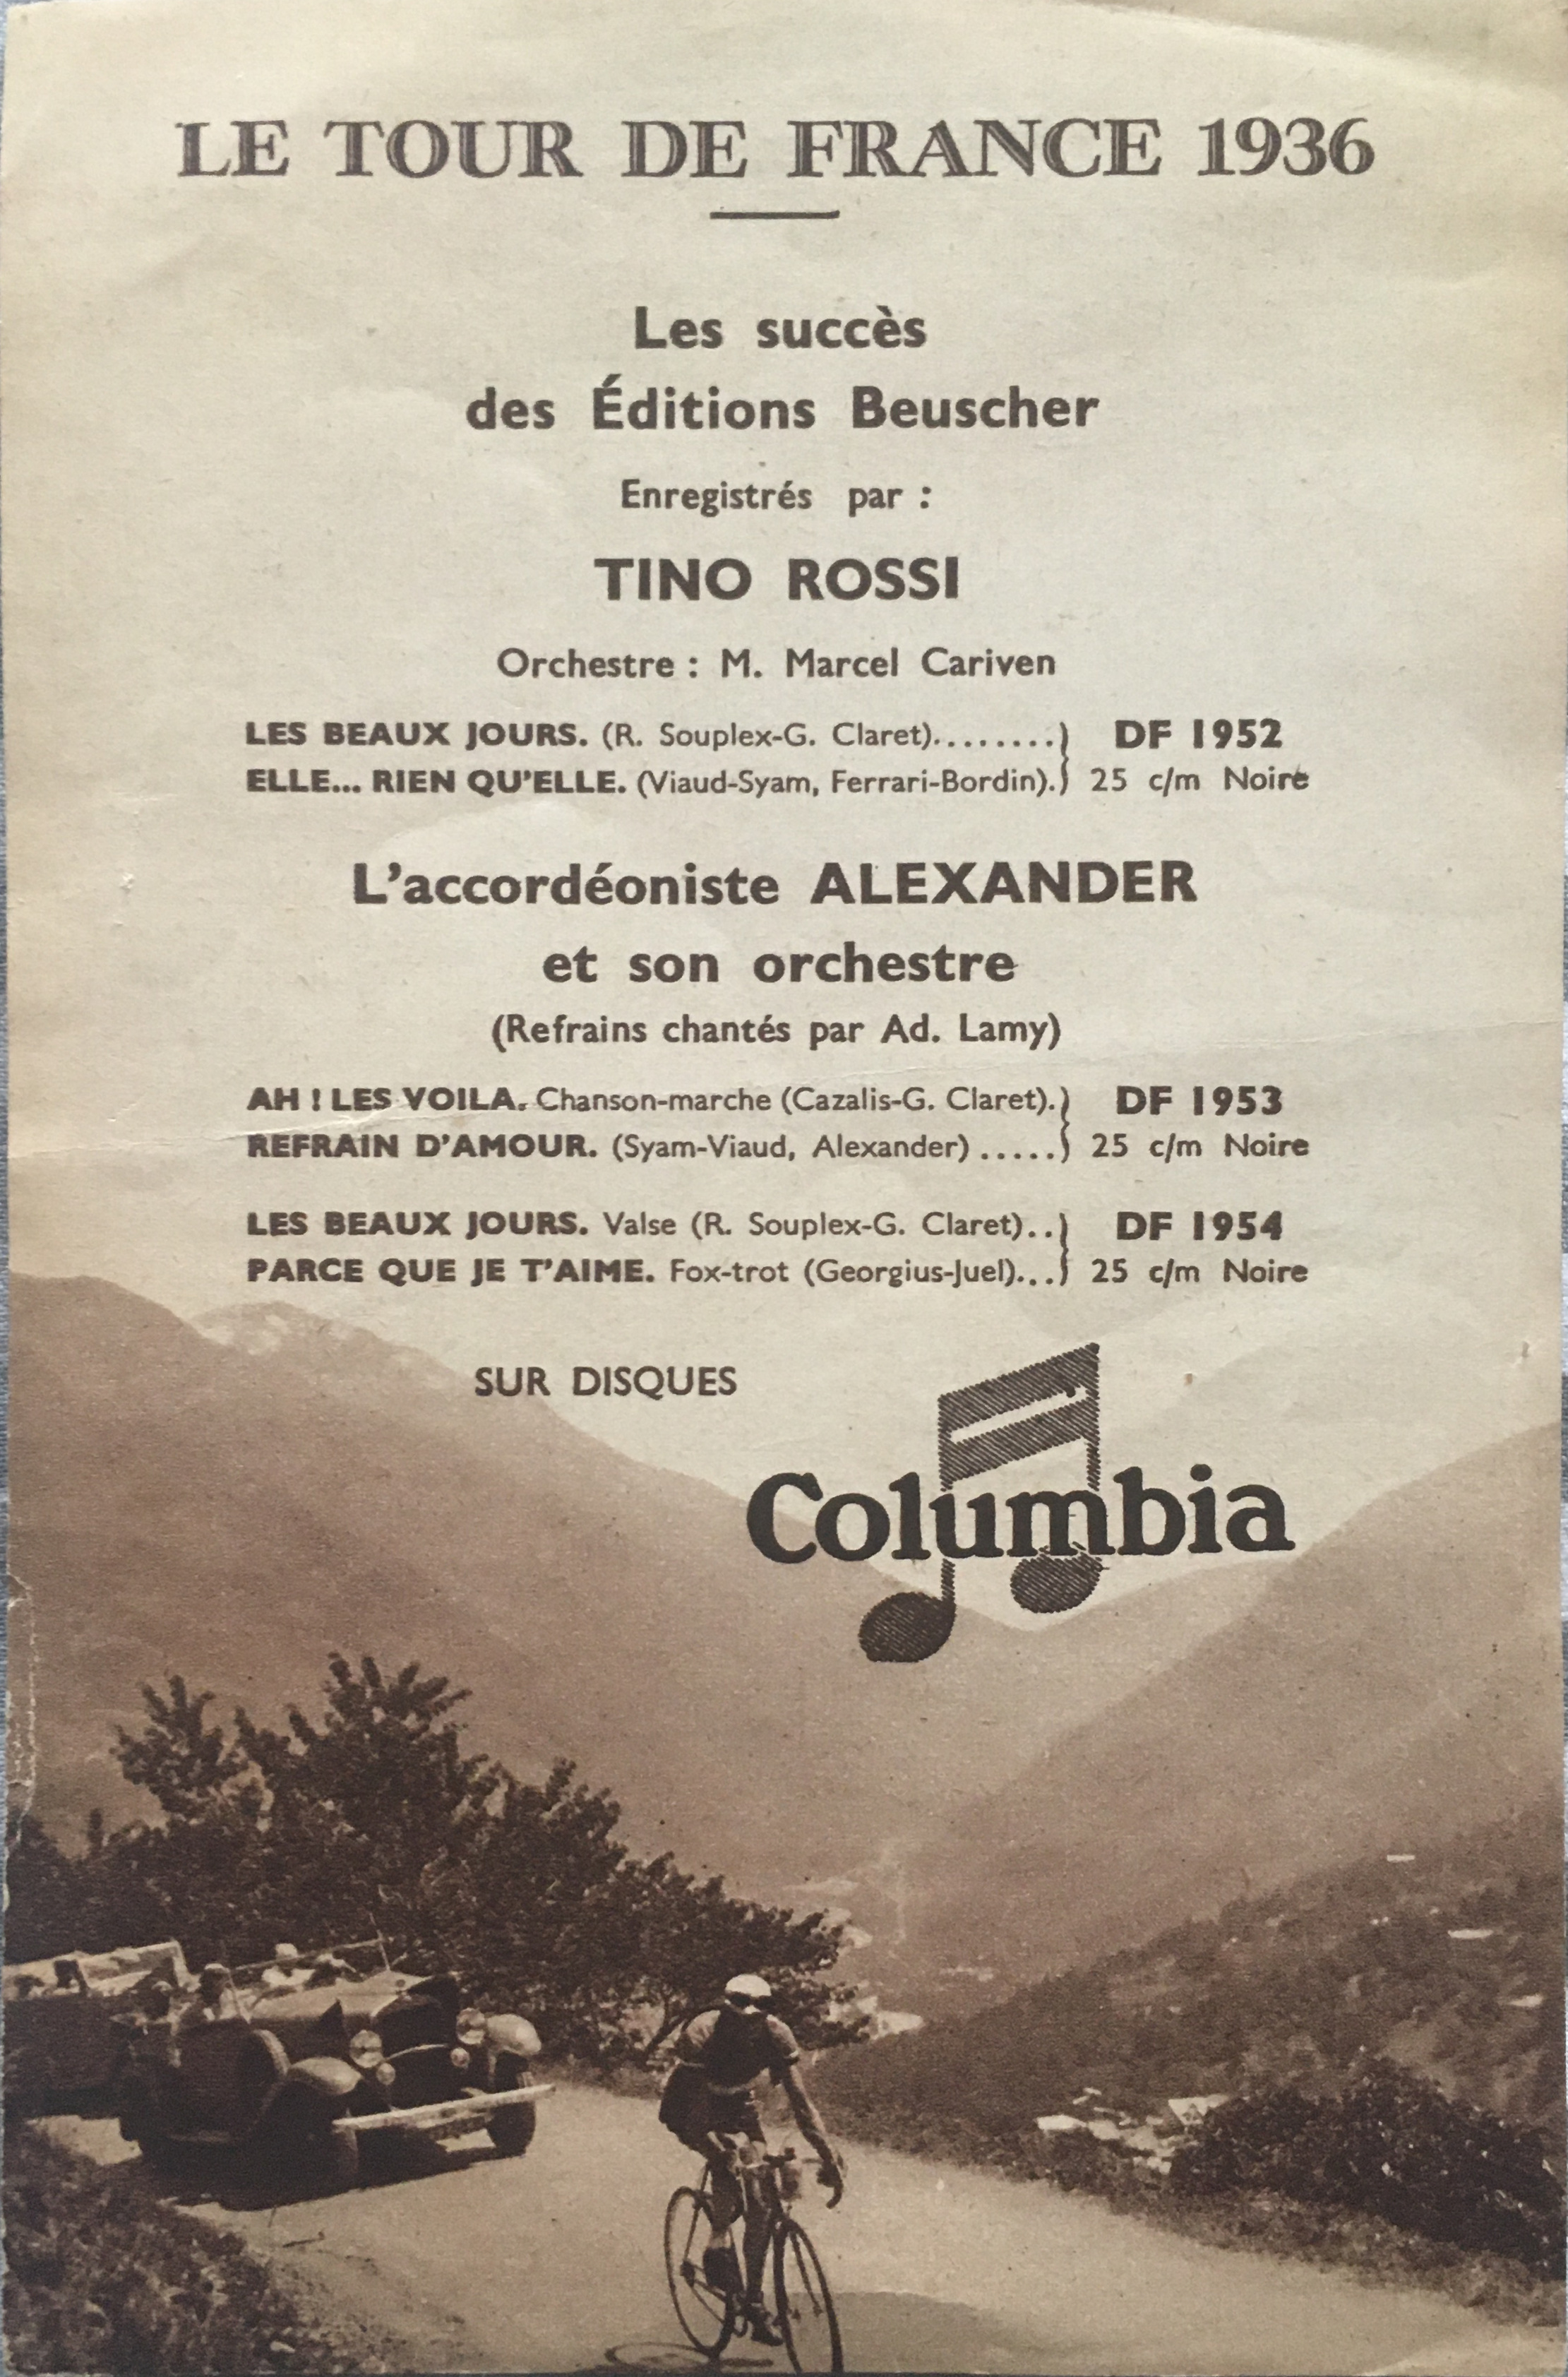 LE TOUR DE FRANCE 1936
Les succès
des Éditions Beuscher
Enregistrés par :
TINO ROSSI
Orchestre : M. Marcel Cariven
LES BEAUX JOURS. (R. Souplex-G. Claret)........} DF 1952
ELLE... RIEN QU'ELLE. (Viaud-Syam, Ferrari-Bordin).} 25 c/m Noire
L'accordéoniste ALEXANDER
et son orchestre
(Refrains chantés par Ad. Lamy)
AH ! LES VOILA. Chanson-marche (Cazalis-G. Claret).} DF 1953
REFRAIN D'AMOUR. (Syam-Viaud, Alexander) .....} 25 c/m Noire
LES BEAUX JOURS. Valse (R. Souplex-G. Claret)..} DF 1954
PARCE QUE JE T'AIME. Fox-trot (Georgius-Juel)...} 25 c/m Noire
SUR DISQUES
Columbia